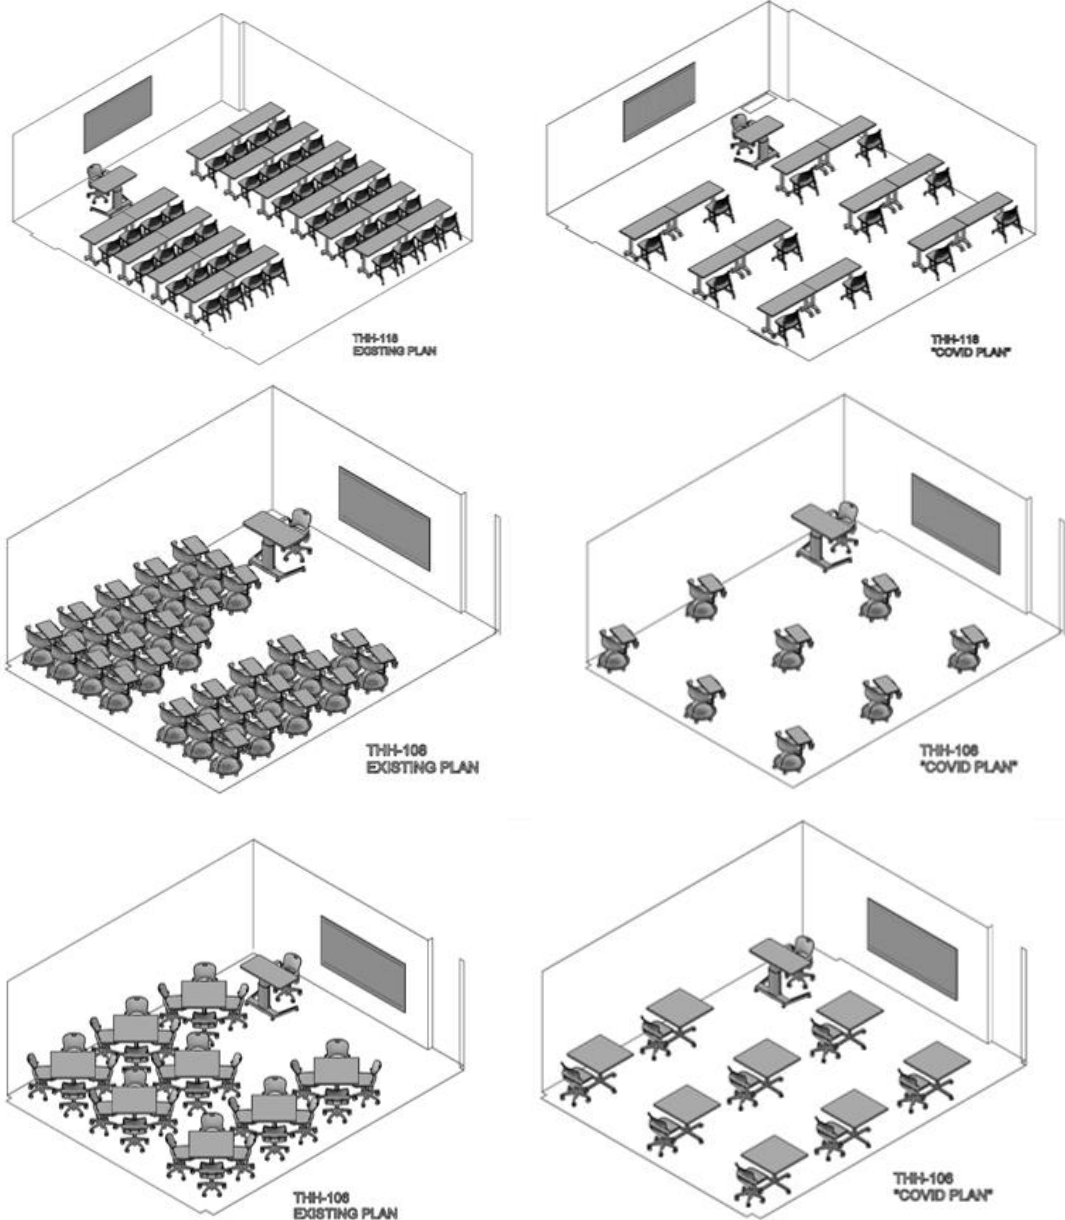 THH-118
EXISTING PLAN
THH-118
"COVID PLAN"
THH-106
EXISTING PLAN
THH-106
"COVID PLAN"
THH-106
EXISTING PLAN
THH-106
"COVID PLAN"